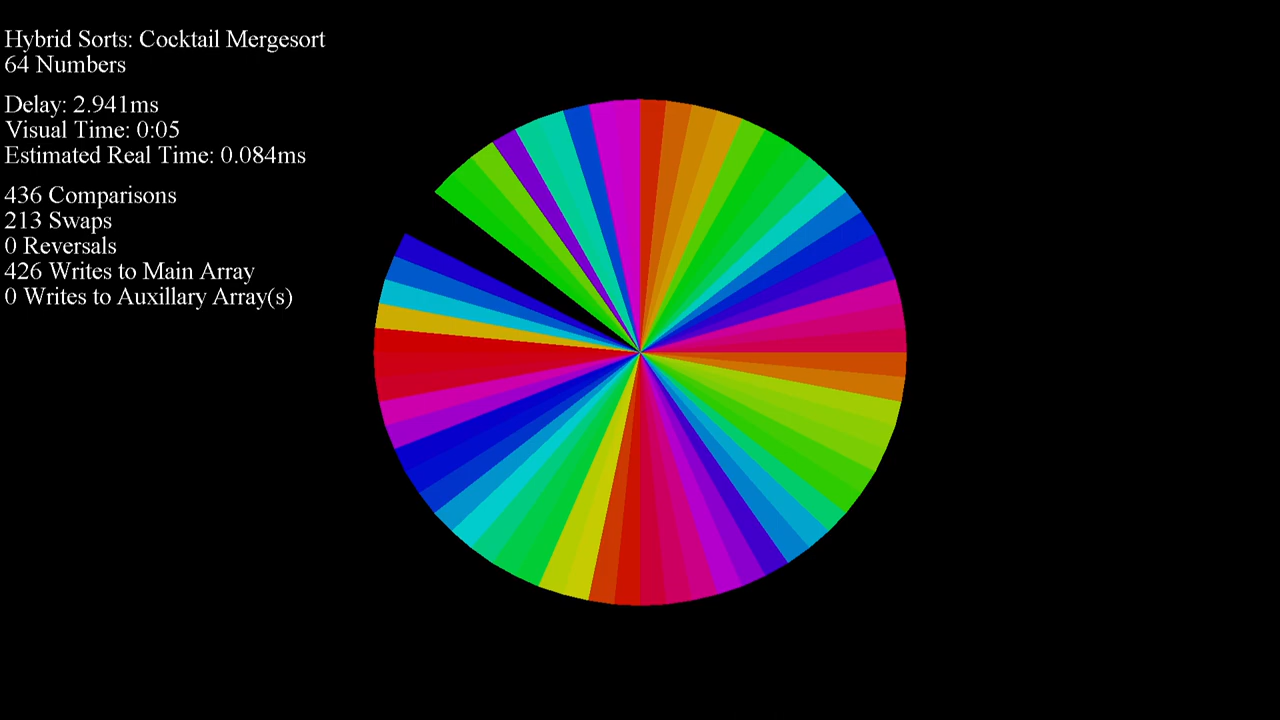 Hybrid Sorts: Cocktail Mergesort
64 Numbers
Delay: 2.941ms
Visual Time: 0:05
Estimated Real Time: 0.084ms
436 Comparisons
213 Swaps
0 Reversals
426 Writes to Main Array
0 Writes to Auxillary Array(s)